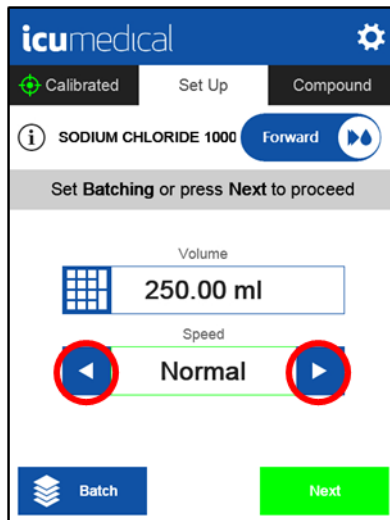 icumedical
Calibrated Set Up Compound
SODIUM CHLORIDE 1000 Forward
Set Batching or press Next to proceed
Volume
250.00 ml
Speed
Normal
Batch Next